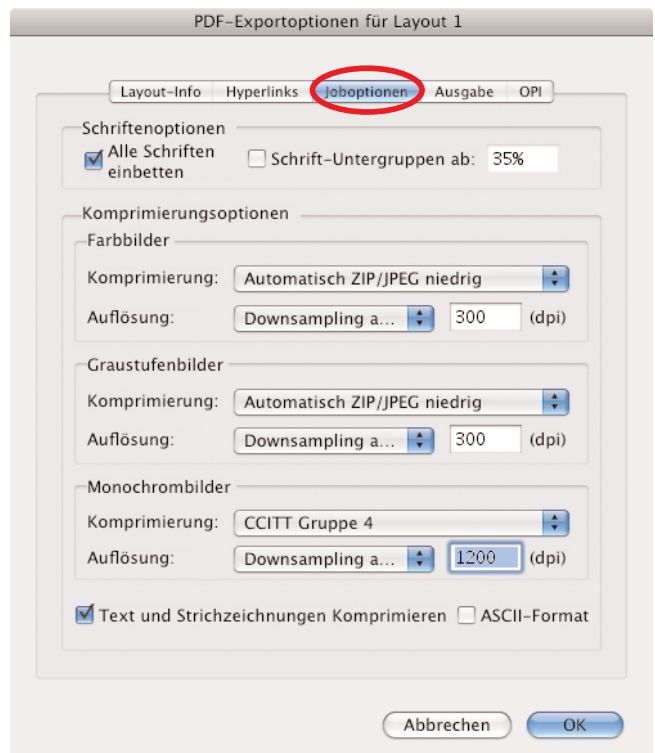 PDF-Exportoptionen für Layout 1
Layout-Info Hyperlinks Joboptionen Ausgabe OPI
Schriftenoptionen
Alle Schriften
einbetten
Schrift-Untergruppen ab: 35%
Komprimierungsoptionen
Farbbilder
Komprimierung: Automatisch ZIP/JPEG niedrig
Auflösung: Downsampling a... 300 (dpi)
Graustufenbilder
Komprimierung: Automatisch ZIP/JPEG niedrig
Auflösung: Downsampling a... 300 (dpi)
Monochrombilder
Komprimierung: CCITT Gruppe 4
Auflösung: Downsampling a... 1200 (dpi)
Text und Strichzeichnungen Komprimieren ASCII-Format
Abbrechen OK